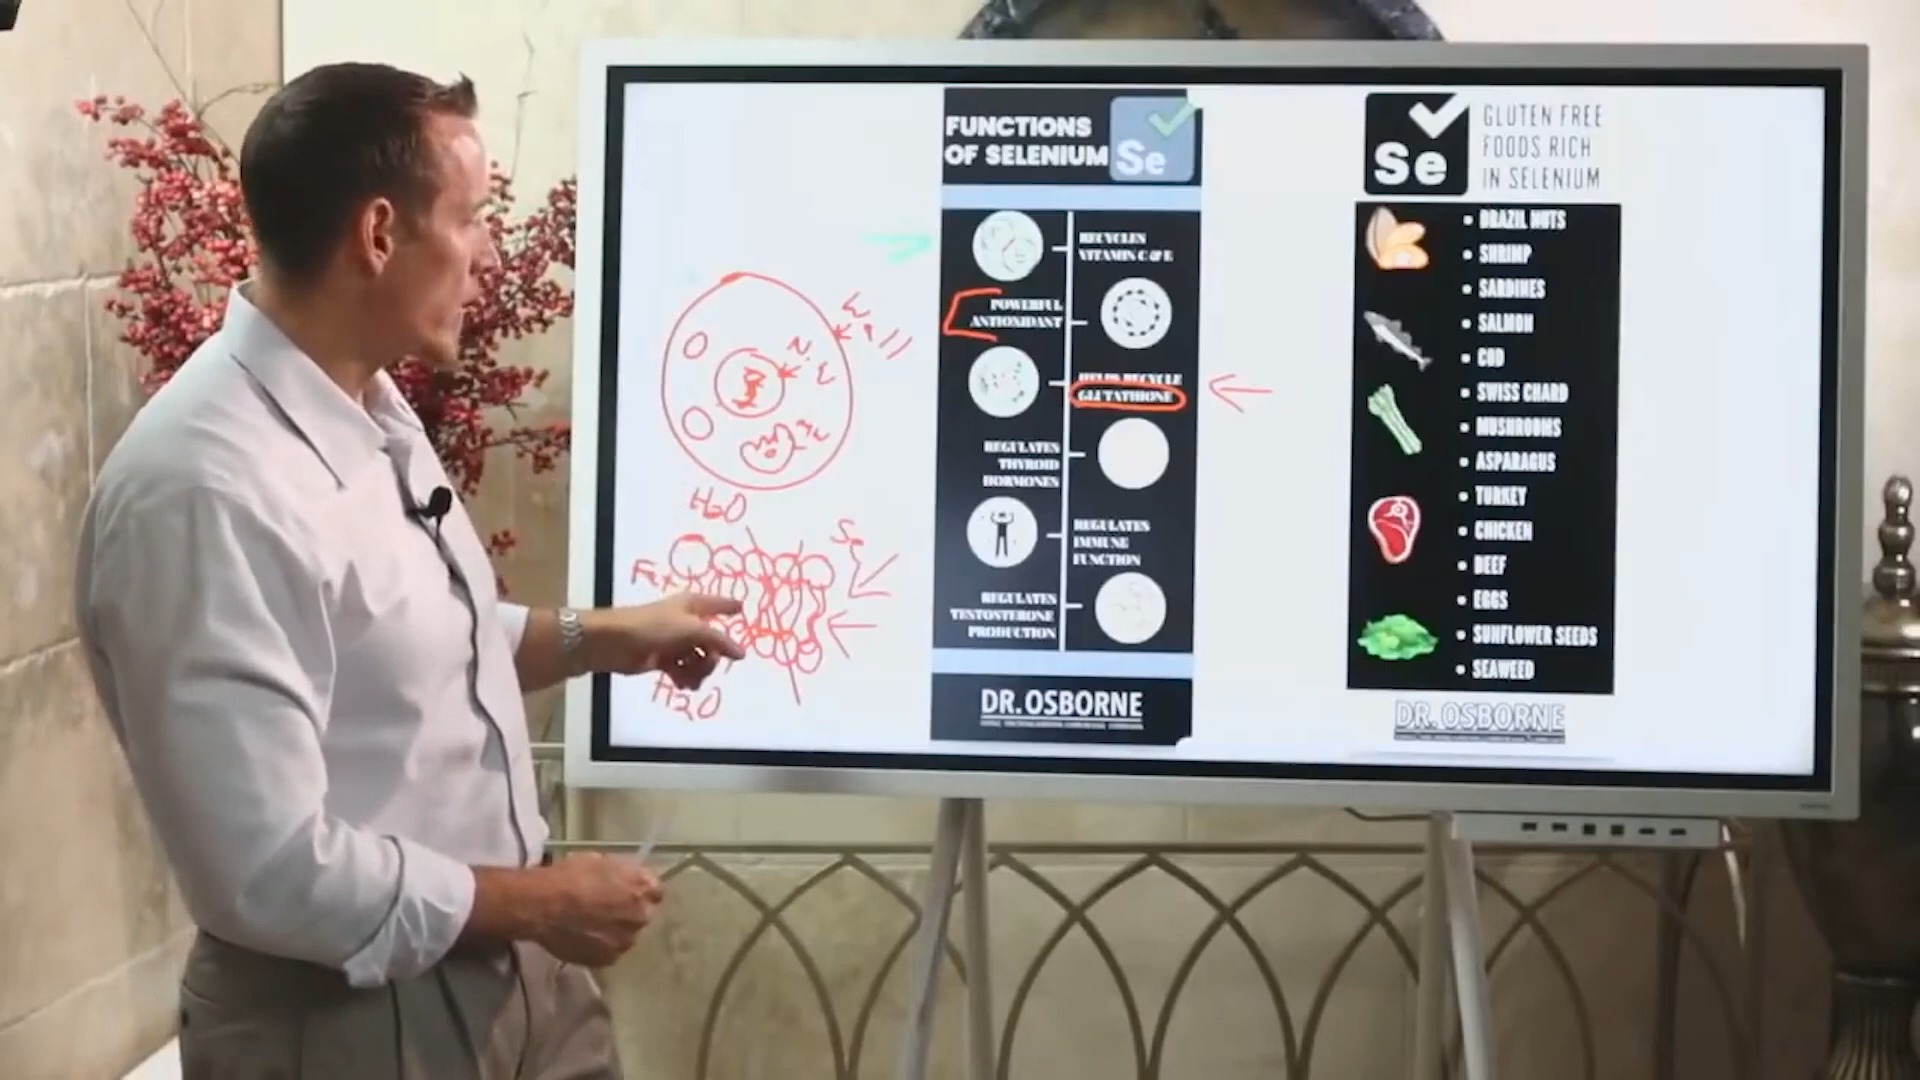 FUNCTIONS
OF SELENIUM
Se
RECYCLES
VITAMIN C & E
POWERFUL
ANTIOXIDANT
HELPS RECYCLE
GLUTATHIONE
REGULATES
THYROID
HORMONES
REGULATES
IMMUNE
FUNCTION
REGULATES
TESTOSTERONE
PRODUCTION
DR. OSBORNE
Se
GLUTEN FREE
FOODS RICH
IN SELENIUM
• BRAZIL NUTS
• SHRIMP
• SARDINES
• SALMON
• COD
• SWISS CHARD
• MUSHROOMS
• ASPARAGUS
• TURKEY
• CHICKEN
• BEEF
• EGGS
• SUNFLOWER SEEDS
• SEAWEED
DR. OSBORNE
H2O
Se
Fat
H2O